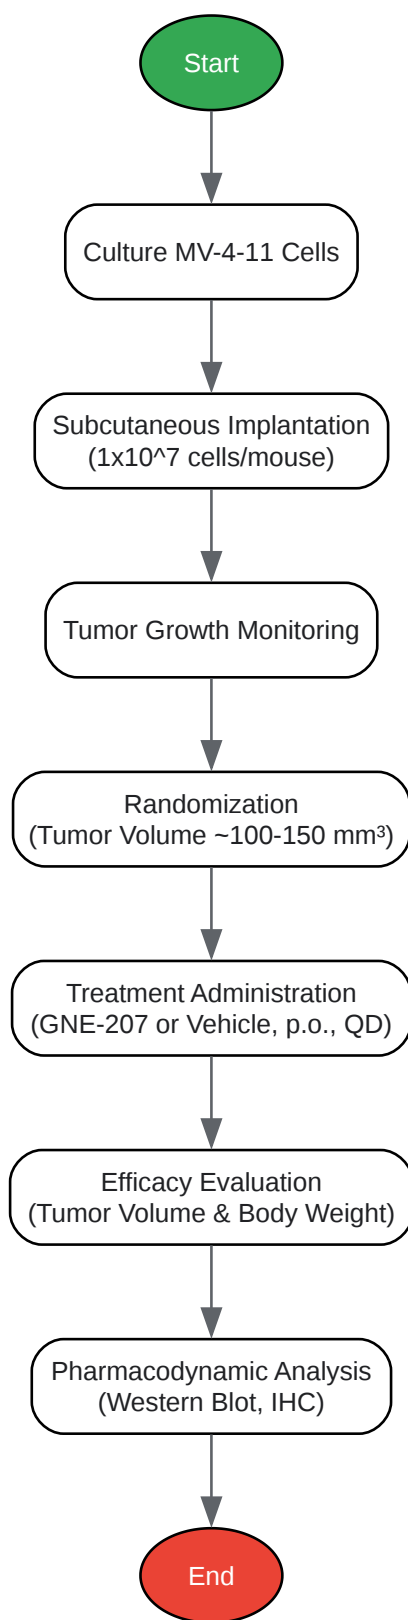 Start
Culture MV-4-11 Cells
Subcutaneous Implantation
(1x10^7 cells/mouse)
Tumor Growth Monitoring
Randomization
(Tumor Volume ~100-150 mm³)
Treatment Administration
(GNE-207 or Vehicle, p.o., QD)
Efficacy Evaluation
(Tumor Volume & Body Weight)
Pharmacodynamic Analysis
(Western Blot, IHC)
End